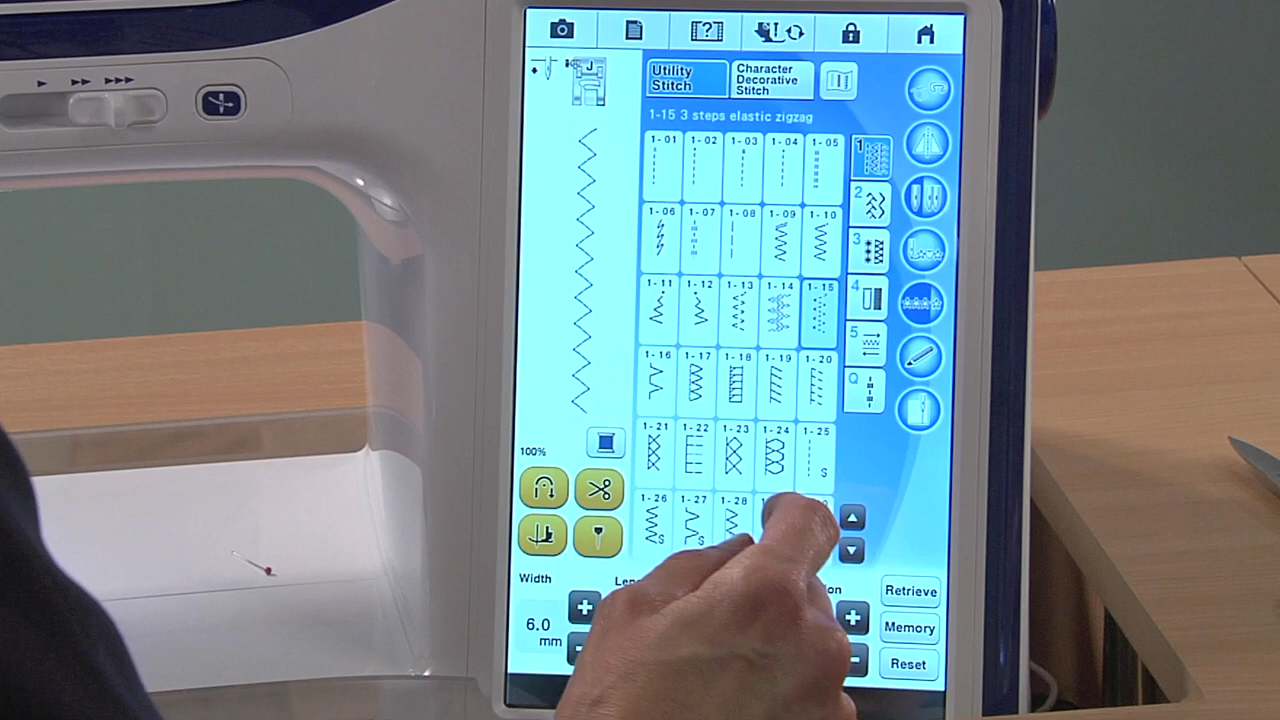 J
Utility
Stitch
Character
Decorative
Stitch
1-15 3 steps elastic zigzag
1-01 1-02 1-03 1-04 1-05
1-06 1-07 1-08 1-09 1-10
1-11 1-12 1-13 1-14 1-15
1-16 1-17 1-18 1-19 1-20
1-21 1-22 1-23 1-24 1-25
S
1-26 1-27 1-28
S S
1
2
3
4
5
Q
100%
Width
6.0
mm
Retrieve
Memory
Reset